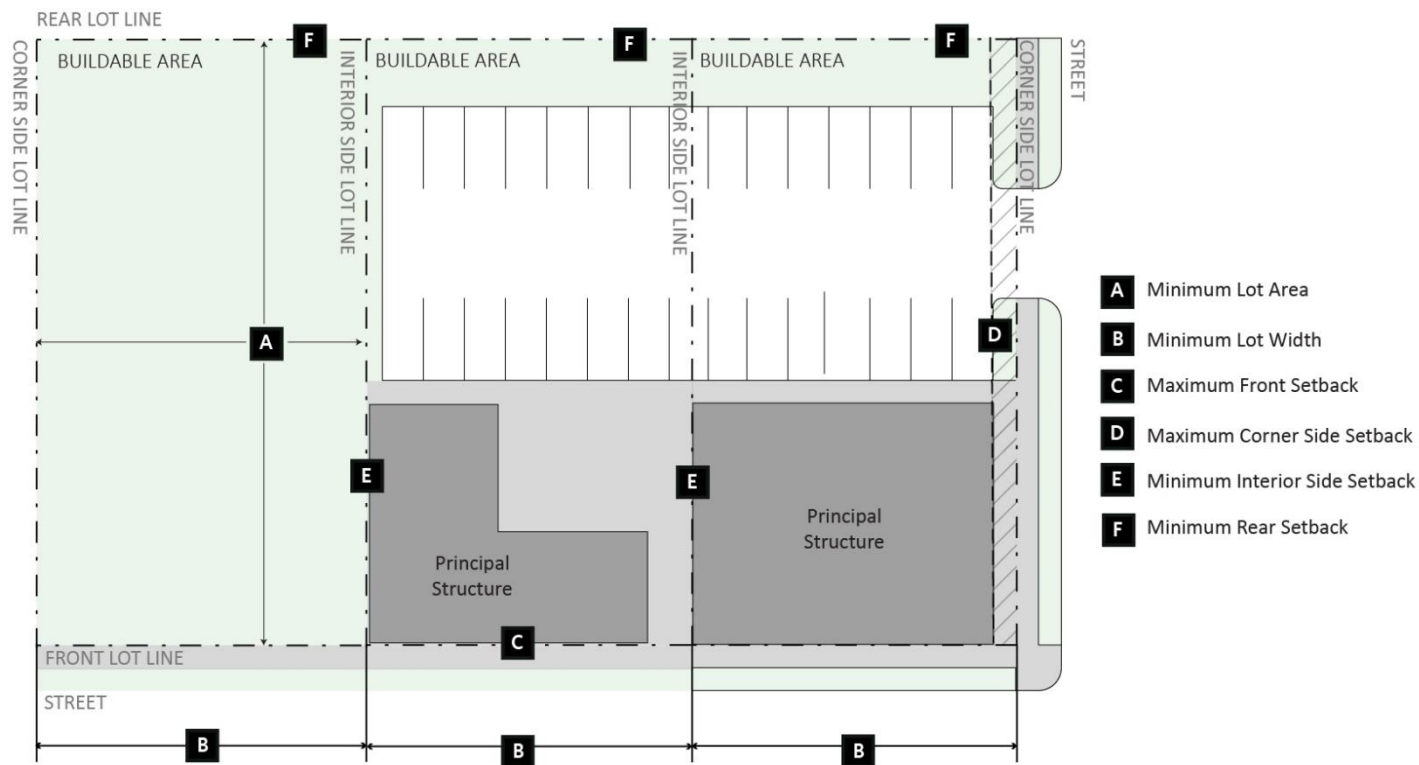 REAR LOT LINE
CORNER SIDE LOT LINE
BUILDABLE AREA
F
INTERIOR SIDE LOT LINE
BUILDABLE AREA
F
INTERIOR SIDE LOT LINE
BUILDABLE AREA
F
CORNER SIDE LOT LINE
STREET
A
D
E
E
Principal
Structure
Principal
Structure
C
FRONT LOT LINE
STREET
B
B
B
A Minimum Lot Area
B Minimum Lot Width
C Maximum Front Setback
D Maximum Corner Side Setback
E Minimum Interior Side Setback
F Minimum Rear Setback